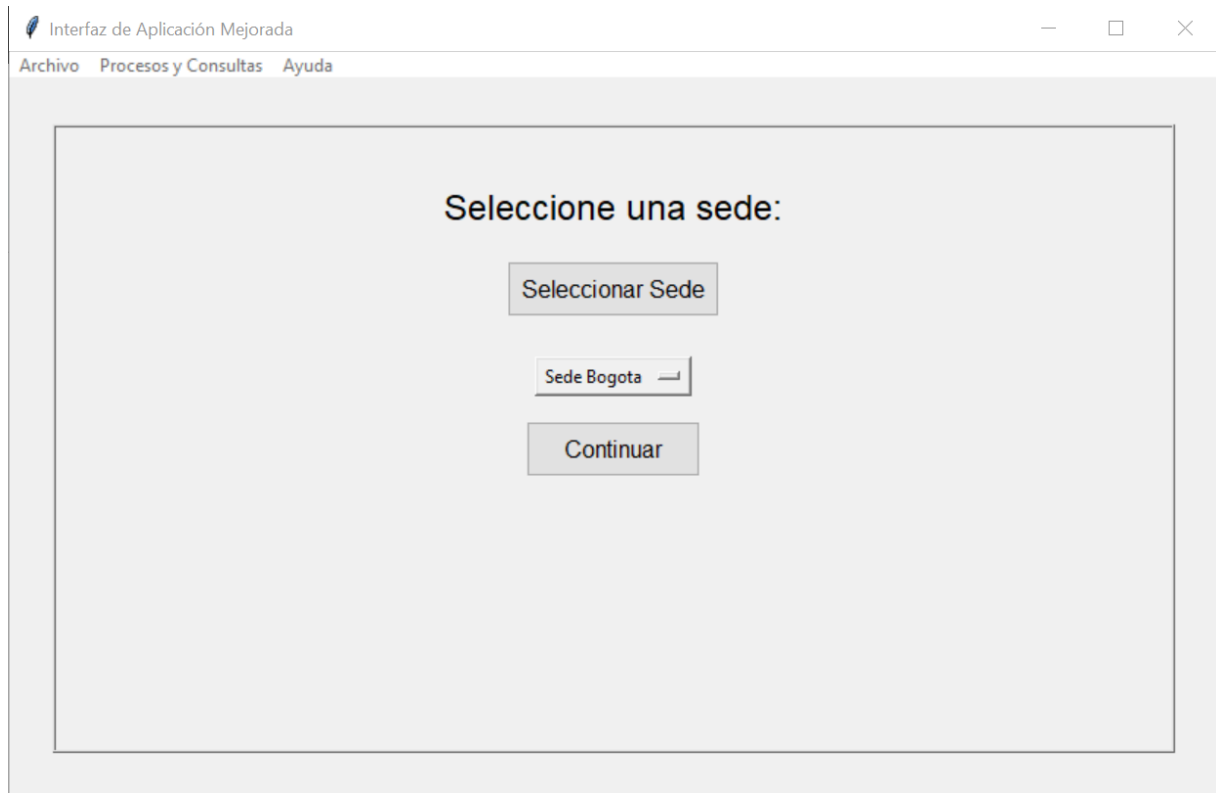 Interfaz de Aplicación Mejorada
Archivo Procesos y Consultas Ayuda
Seleccione una sede:
Seleccionar Sede
Sede Bogota
Continuar